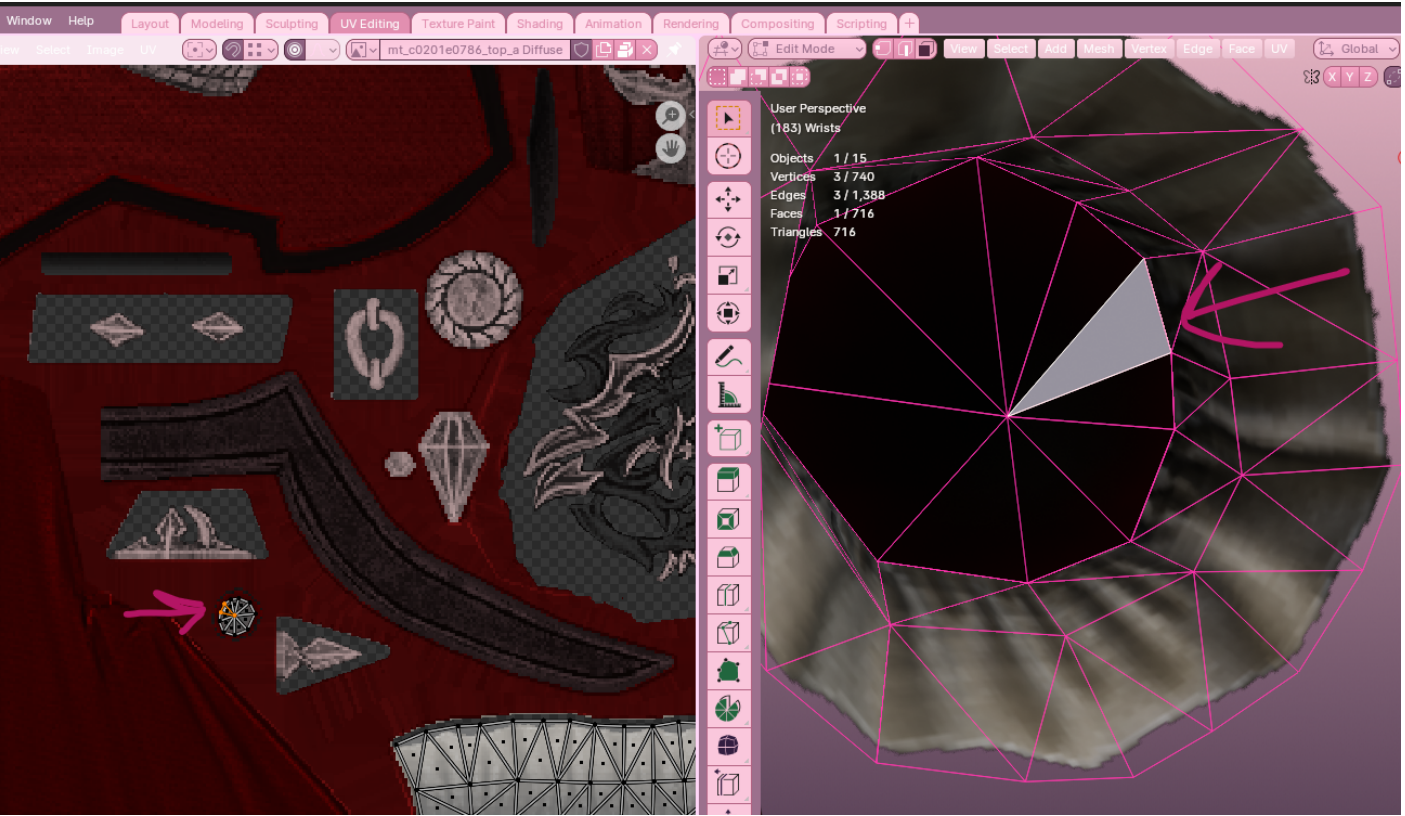 Window Help Layout Modeling Sculpting UV Editing Texture Paint Shading Animation Rendering Compositing Scripting +
Select Image UV mt_c0201e0786_top_a Diffuse Edit Mode View Select Add Mesh Vertex Edge Face UV Global
X Y Z
User Perspective
(183) Wrists
Objects 1 / 15
Vertices 3 / 740
Edges 3 / 1,388
Faces 1 / 716
Triangles 716